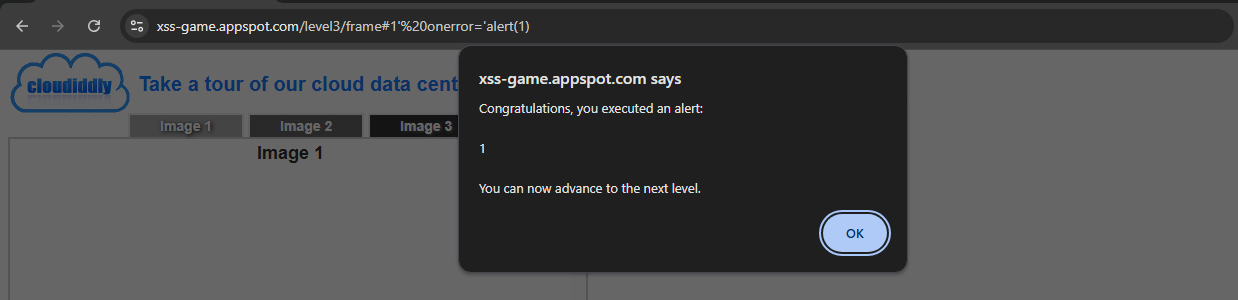 xss-game.appspot.com/level3/frame#1'%20onerror='alert(1)
cloudiddly
Take a tour of our cloud data cent
Image 1
Image 2
Image 3
Image 1
xss-game.appspot.com says
Congratulations, you executed an alert:
1
You can now advance to the next level.
OK